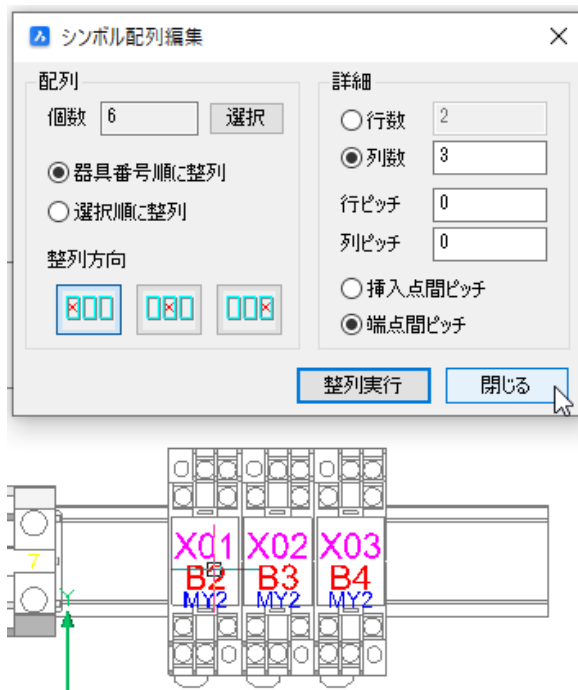 シンボル配列編集
配列
個数 6 選択
器具番号順に整列
選択順に整列
整列方向
詳細
行数 2
列数 3
行ピッチ 0
列ピッチ 0
挿入点間ピッチ
端点間ピッチ
整列実行 閉じる
X01 X02 X03
B2 B3 B4
MY2 MY2 MY2
7
Y